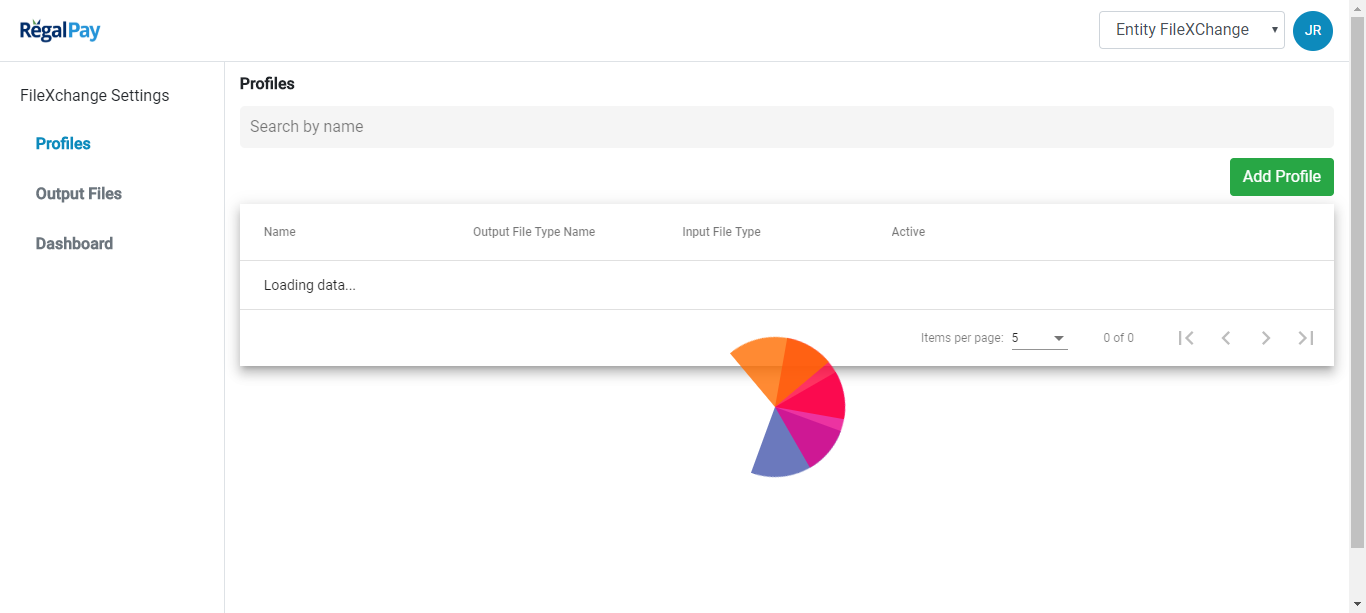 RegalPay
Entity FileXChange
JR
FileXchange Settings
Profiles
Output Files
Dashboard
Profiles
Search by name
Add Profile
Name Output File Type Name Input File Type Active
Loading data...
Items per page: 5 0 of 0